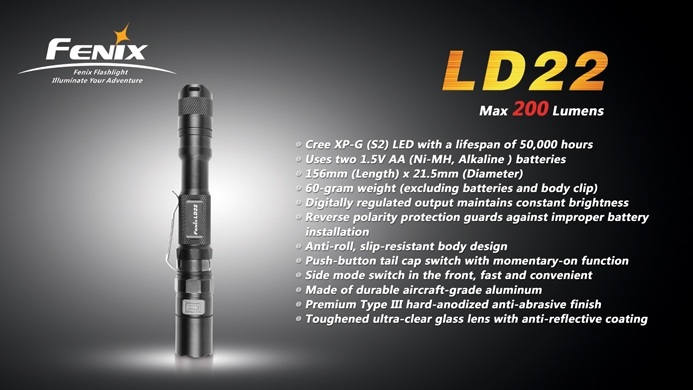 FENIX
Fenix Flashlight
Illuminate Your Adventure
LD22
Max 200 Lumens
Cree XP-G (S2) LED with a lifespan of 50,000 hours
Uses two 1.5V AA (Ni-MH, Alkaline ) batteries
156mm (Length) x 21.5mm (Diameter)
60-gram weight (excluding batteries and body clip)
Digitally regulated output maintains constant brightness
Reverse polarity protection guards against improper battery
installation
Anti-roll, slip-resistant body design
Push-button tail cap switch with momentary-on function
Side mode switch in the front, fast and convenient
Made of durable aircraft-grade aluminum
Premium Type III hard-anodized anti-abrasive finish
Toughened ultra-clear glass lens with anti-reflective coating
Fenix LD22